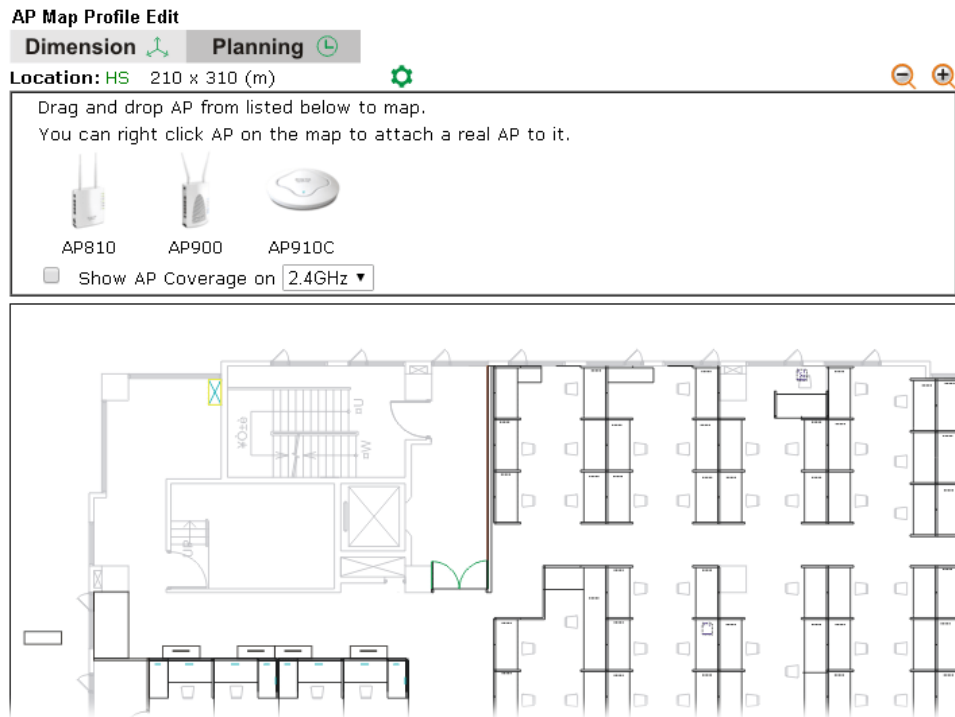 AP Map Profile Edit
Dimension Planning
Location: HS 210 x 310 (m)
Drag and drop AP from listed below to map.
You can right click AP on the map to attach a real AP to it.
AP810 AP900 AP910C
Show AP Coverage on 2.4GHz
¤U
¥Ò±è
¤W
UP